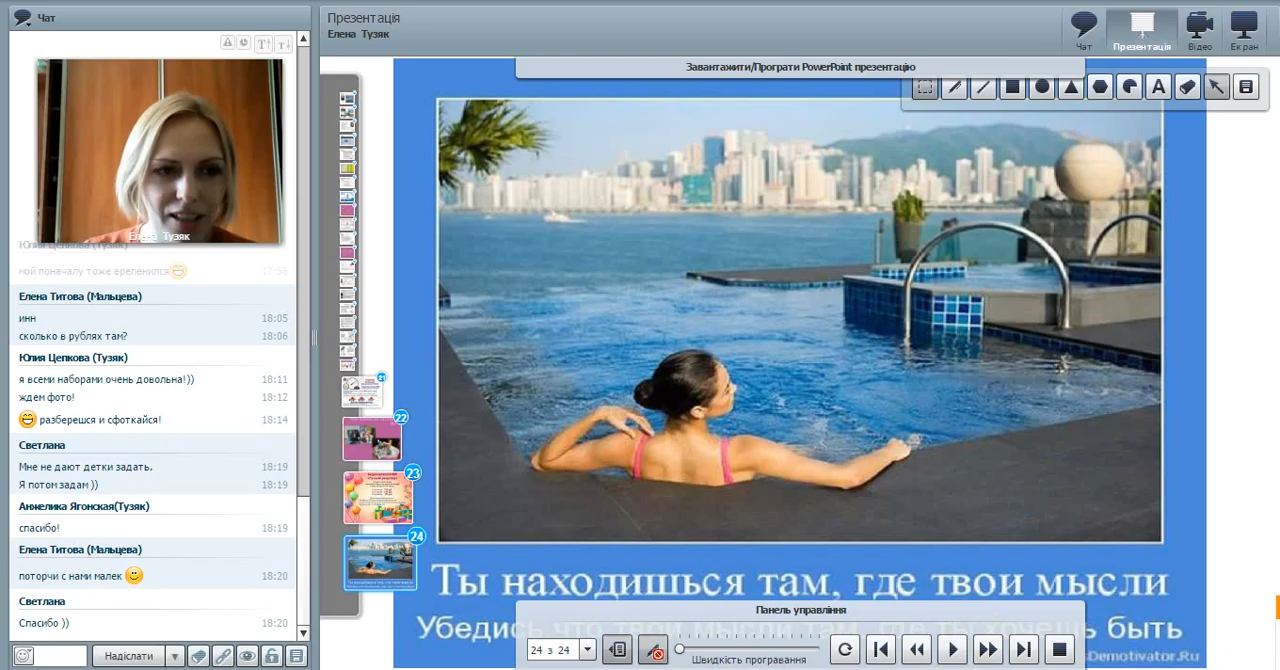 Чат
Елена Тузяк
Юлия Цепкова (Тузяк)
мой поначалу тоже ерепенился
Елена Титова (Мальцева)
инн 18:05
сколько в рублях там? 18:06
Юлия Цепкова (Тузяк)
я всеми наборами очень довольна!)) 18:11
ждем фото! 18:12
разберешся и сфоткайся! 18:14
Светлана
Мне не дают детки задать. 18:19
Я потом задам )) 18:19
Анжелика Ягонская(Тузяк)
спасибо! 18:19
Елена Титова (Мальцева)
поторчи с нами малек 18:20
Светлана
Спасибо )) 18:20
Надіслати
Презентація
Елена Тузяк
Чат
Презентація
Відео
Екран
Завантажити/Програти PowerPoint презентацію
A
21
22
23
24
Ты находишься там, где твои мысли
Убедись что твои мысли там, где ты хочешь быть
Панель управління
24 з 24
Швидкість програвання
sDemotivator.Ru